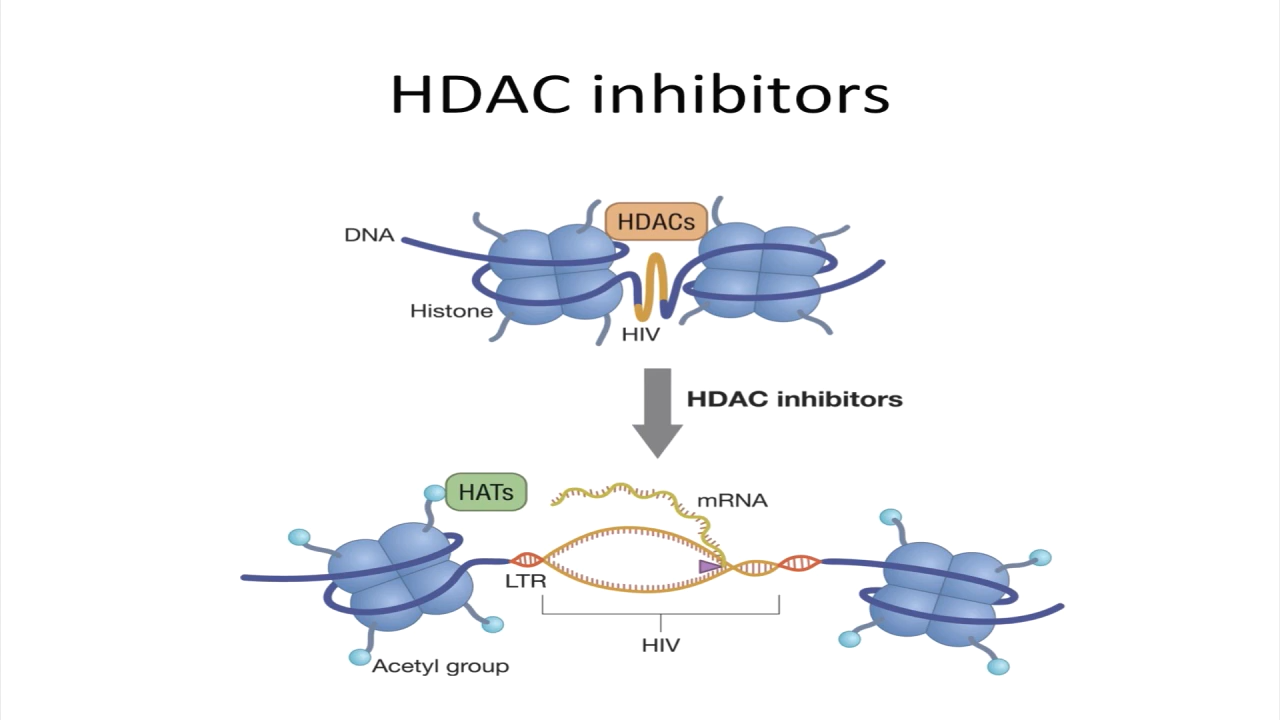 HDAC inhibitors
HDACs
DNA
Histone
HIV
HDAC inhibitors
HATs
mRNA
LTR
HIV
Acetyl group